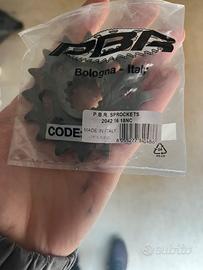 PBR
Bologna - Italy
P.B.R. SPROCKETS
2042 16 18NC
CODE:
MADE IN ITALY
subito